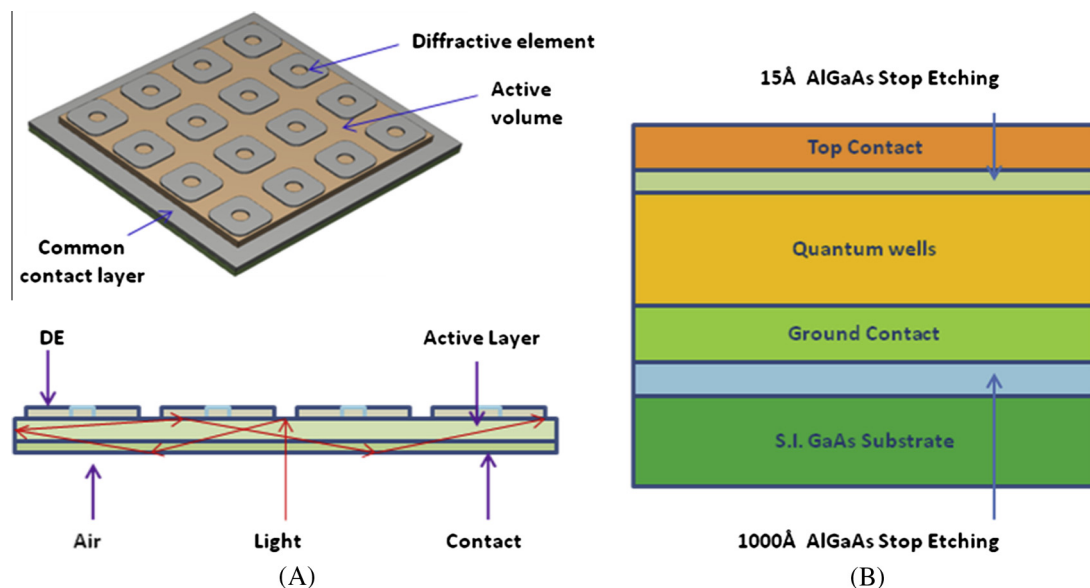 Diffractive element
Active
volume
Common
contact layer
DE
Active Layer
Air
Light
Contact
(A)
15Å AlGaAs Stop Etching
Top Contact
Quantum wells
Ground Contact
S.I. GaAs Substrate
1000Å AlGaAs Stop Etching
(B)